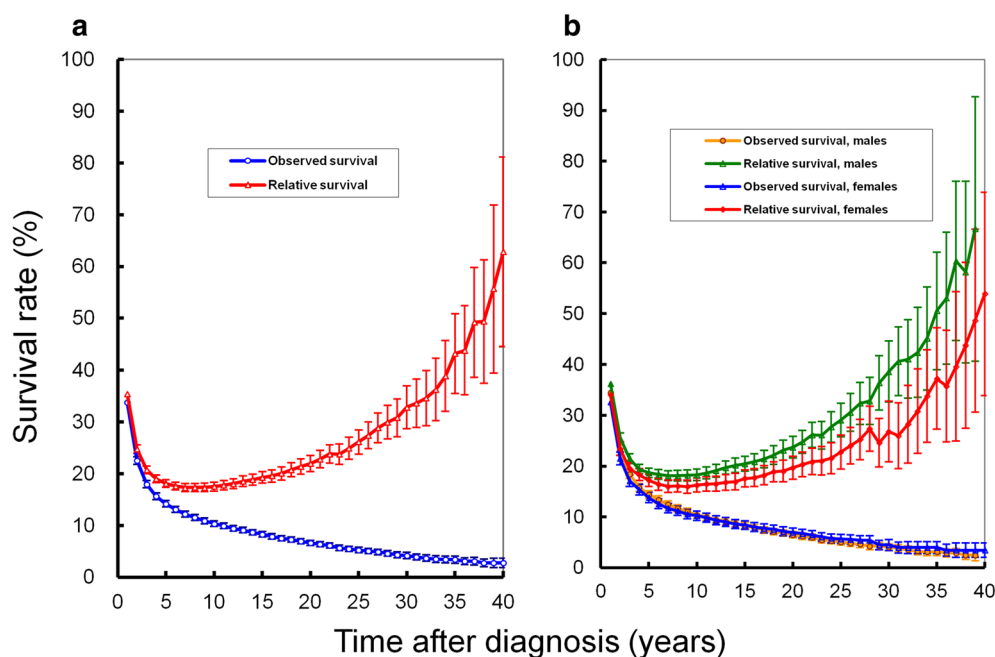 a
b
Survival rate (%)
100
90
80
70
60
50
40
30
20
10
0
Observed survival
Relative survival
0 5 10 15 20 25 30 35 40
100
90
80
70
60
50
40
30
20
10
0
Observed survival, males
Relative survival, males
Observed survival, females
Relative survival, females
0 5 10 15 20 25 30 35 40
Time after diagnosis (years)